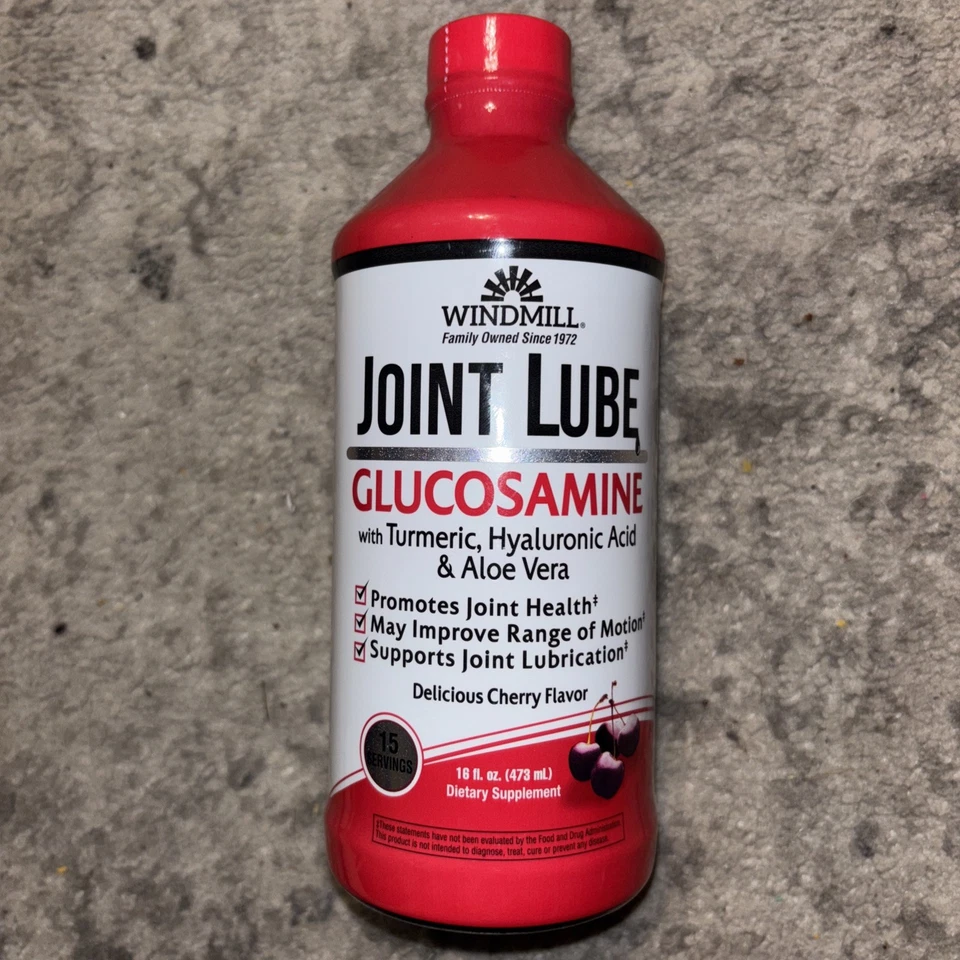 WINDMILL®
Family Owned Since 1972
JOINT LUBE®
GLUCOSAMINE
with Turmeric, Hyaluronic Acid
& Aloe Vera
Promotes Joint Health‡
May Improve Range of Motion‡
Supports Joint Lubrication‡
Delicious Cherry Flavor
15
SERVINGS
16 fl. oz. (473 mL)
Dietary Supplement
‡These statements have not been evaluated by the Food and Drug Administration.
This product is not intended to diagnose, treat, cure or prevent any disease.